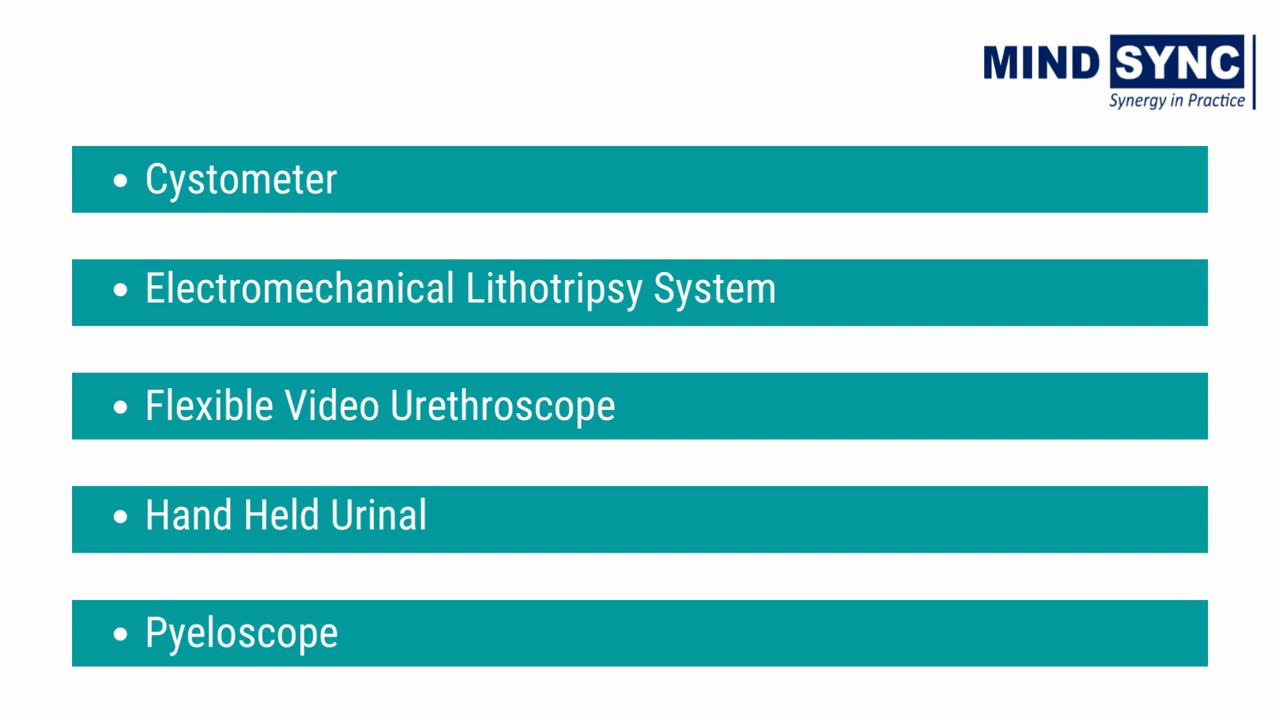 MIND SYNC
Synergy in Practice
• Cystometer
• Electromechanical Lithotripsy System
• Flexible Video Urethroscope
• Hand Held Urinal
• Pyeloscope